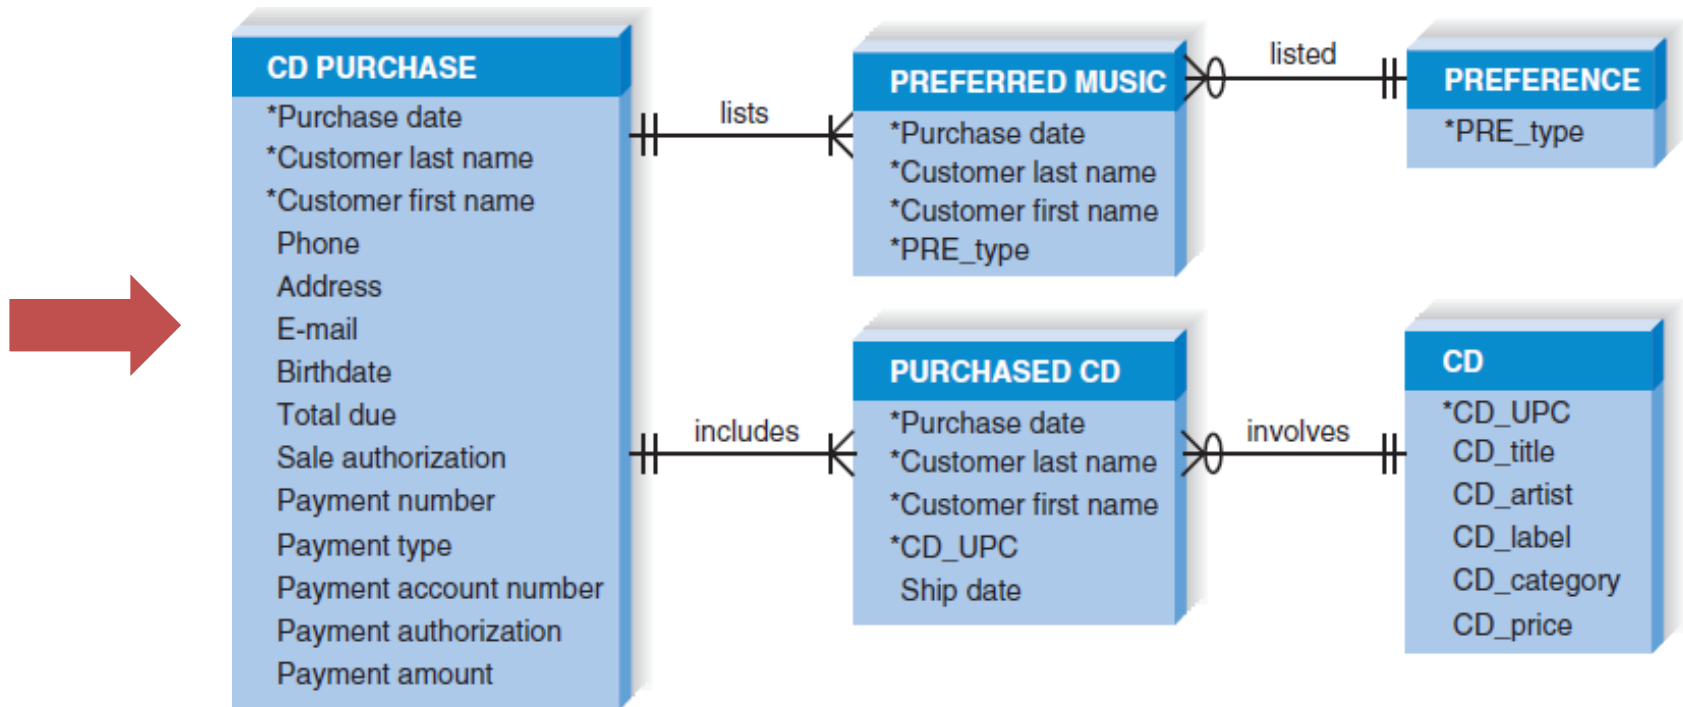 CD PURCHASE
*Purchase date
*Customer last name
*Customer first name
Phone
Address
E-mail
Birthdate
Total due
Sale authorization
Payment number
Payment type
Payment account number
Payment authorization
Payment amount
lists
includes
PREFERRED MUSIC
*Purchase date
*Customer last name
*Customer first name
*PRE_type
listed
PREFERENCE
*PRE_type
PURCHASED CD
*Purchase date
*Customer last name
*Customer first name
*CD_UPC
Ship date
involves
CD
*CD_UPC
CD_title
CD_artist
CD_label
CD_category
CD_price